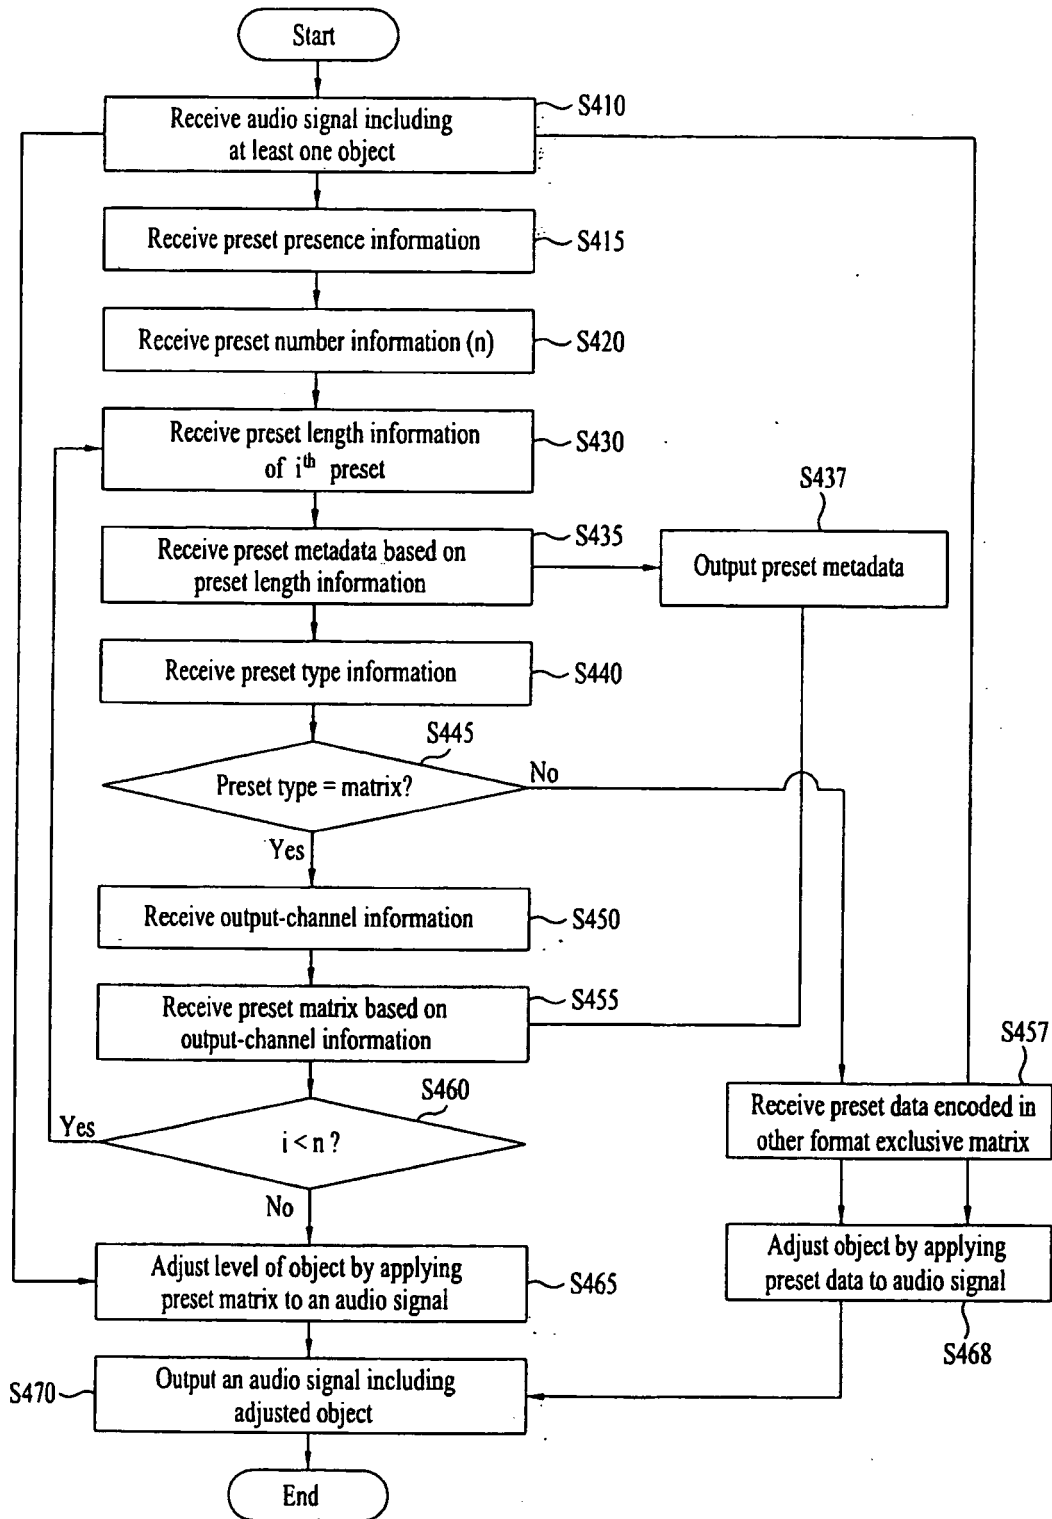 Start
Receive audio signal including
at least one object
S410
Receive preset presence information
S415
Receive preset number information (n)
S420
Receive preset length information
of ith preset
S430
Receive preset metadata based on
preset length information
S435
Output preset metadata
S437
Receive preset type information
S440
Preset type = matrix?
S445
No
Yes
Receive output-channel information
S450
Receive preset matrix based on
output-channel information
S455
Receive preset data encoded in
other format exclusive matrix
S457
i < n ?
S460
Yes
No
Adjust level of object by applying
preset matrix to an audio signal
S465
Adjust object by applying
preset data to audio signal
S468
Output an audio signal including
adjusted object
S470
End